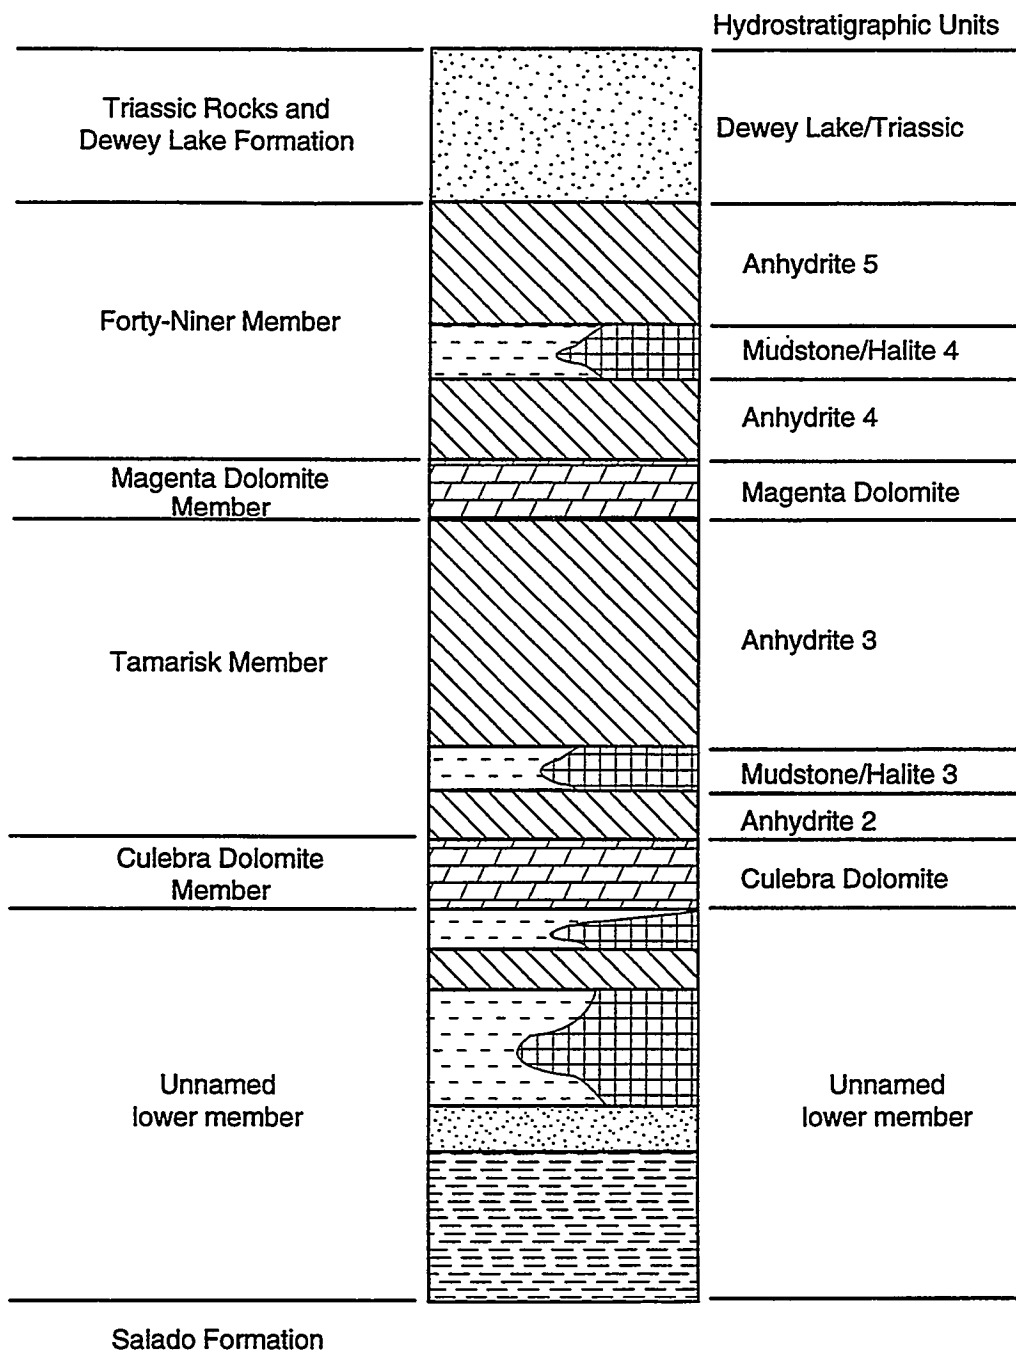 Hydrostratigraphic Units
Triassic Rocks and
Dewey Lake Formation
Dewey Lake/Triassic
Anhydrite 5
Forty-Niner Member
Mudstone/Halite 4
Anhydrite 4
Magenta Dolomite
Member
Magenta Dolomite
Tamarisk Member
Anhydrite 3
Mudstone/Halite 3
Anhydrite 2
Culebra Dolomite
Member
Culebra Dolomite
Unnamed
lower member
Unnamed
lower member
Salado Formation